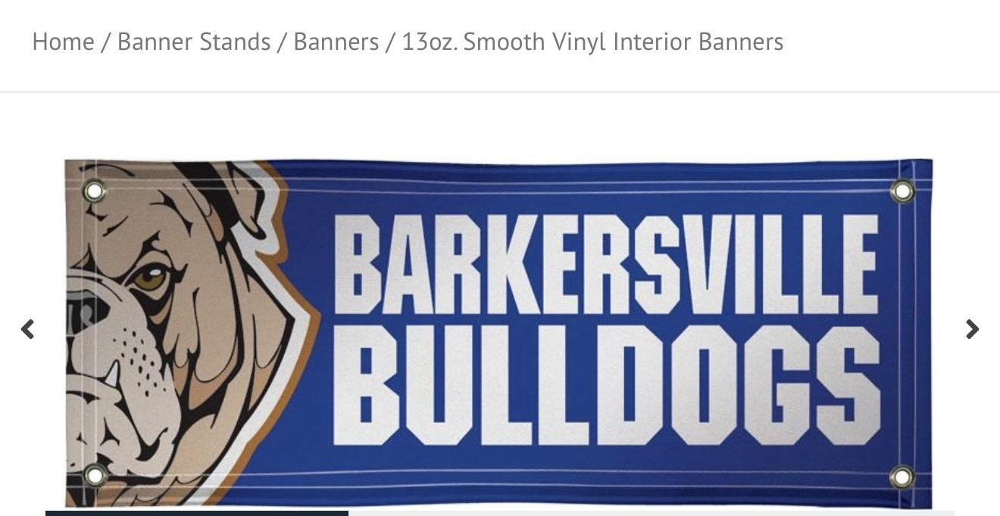 Home / Banner Stands / Banners / 13oz. Smooth Vinyl Interior Banners
BARKERSVILLE
BULLDOGS